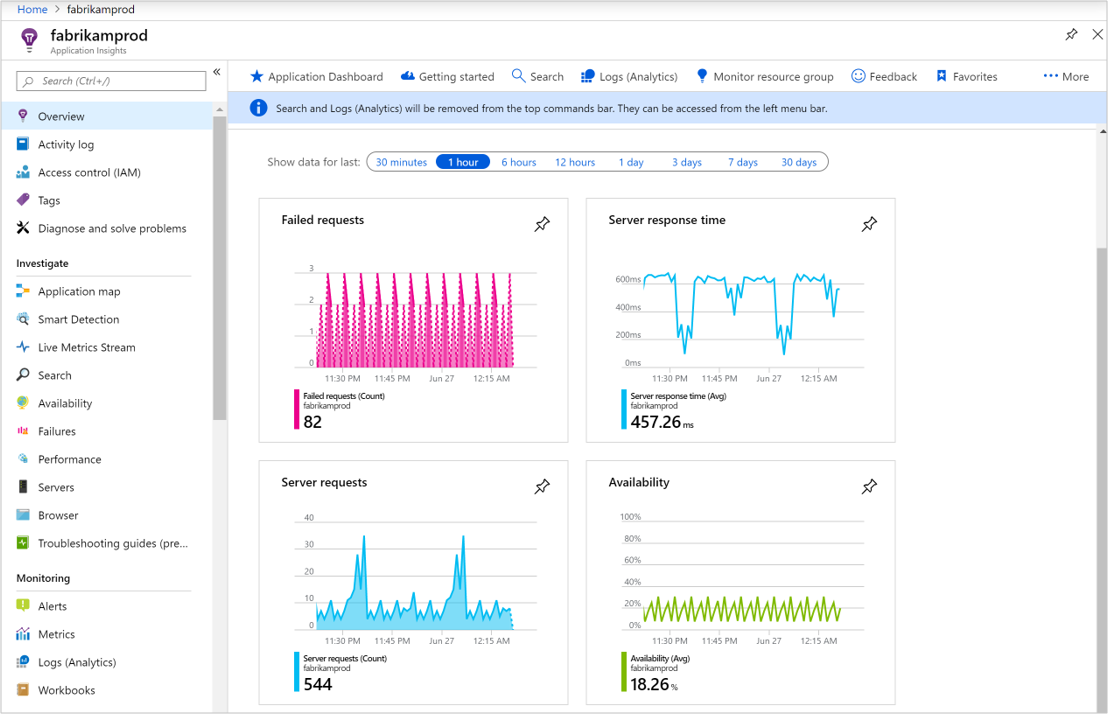 Home > fabrikamprod
fabrikamprod
Application Insights
Search (Ctrl+/)
«
Overview
Activity log
Access control (IAM)
Tags
Diagnose and solve problems
Investigate
Application map
Smart Detection
Live Metrics Stream
Search
Availability
Failures
Performance
Servers
Browser
Troubleshooting guides (pre...
Monitoring
Alerts
Metrics
Logs (Analytics)
Workbooks
Application Dashboard Getting started Search Logs (Analytics) Monitor resource group Feedback Favorites ··· More
Search and Logs (Analytics) will be removed from the top commands bar. They can be accessed from the left menu bar.
Show data for last: 30 minutes 1 hour 6 hours 12 hours 1 day 3 days 7 days 30 days
Failed requests
3
2
1
0
11:30 PM 11:45 PM Jun 27 12:15 AM
Failed requests (Count)
fabrikamprod
82
Server response time
600ms
400ms
200ms
0ms
11:30 PM 11:45 PM Jun 27 12:15 AM
Server response time (Avg)
fabrikamprod
457.26 ms
Server requests
40
30
20
10
0
11:30 PM 11:45 PM Jun 27 12:15 AM
Server requests (Count)
fabrikamprod
544
Availability
100%
80%
60%
40%
20%
0%
11:30 PM 11:45 PM Jun 27 12:15 AM
Availability (Avg)
fabrikamprod
18.26 %